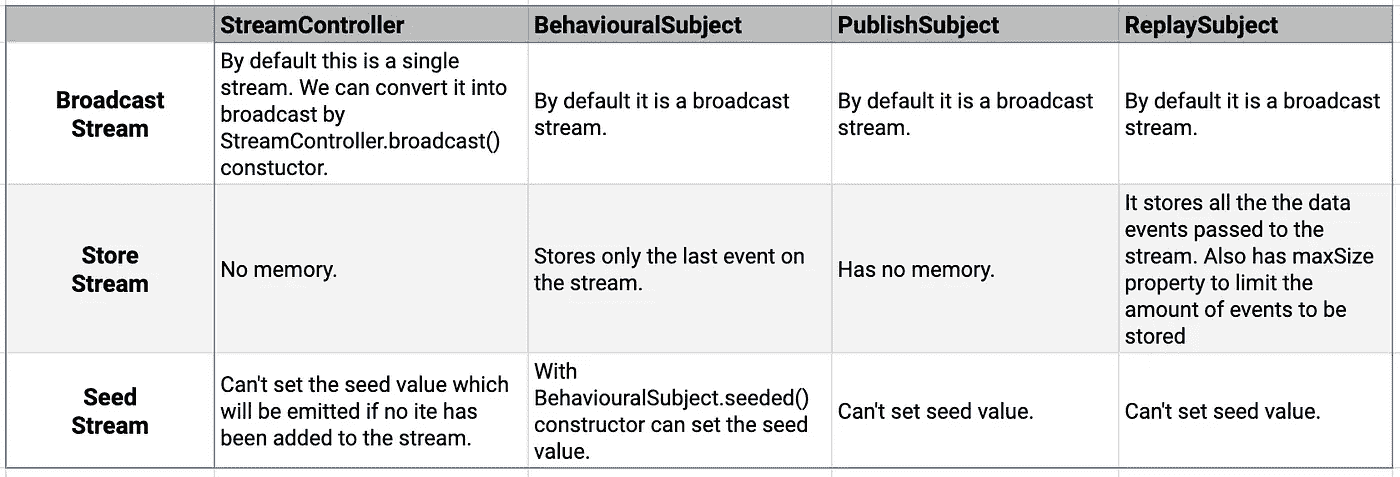 StreamController BehaviouralSubject PublishSubject ReplaySubject
Broadcast
Stream
By default this is a single
stream. We can convert it into
broadcast by
StreamController.broadcast()
constuctor.
By default it is a broadcast
stream.
By default it is a broadcast
stream.
By default it is a broadcast
stream.
Store
Stream
No memory.
Stores only the last event on
the stream.
Has no memory.
It stores all the the data
events passed to the
stream. Also has maxSize
property to limit the
amount of events to be
stored
Seed
Stream
Can't set the seed value which
will be emitted if no ite has
been added to the stream.
With
BehaviouralSubject.seeded()
constructor can set the seed
value.
Can't set seed value.
Can't set seed value.